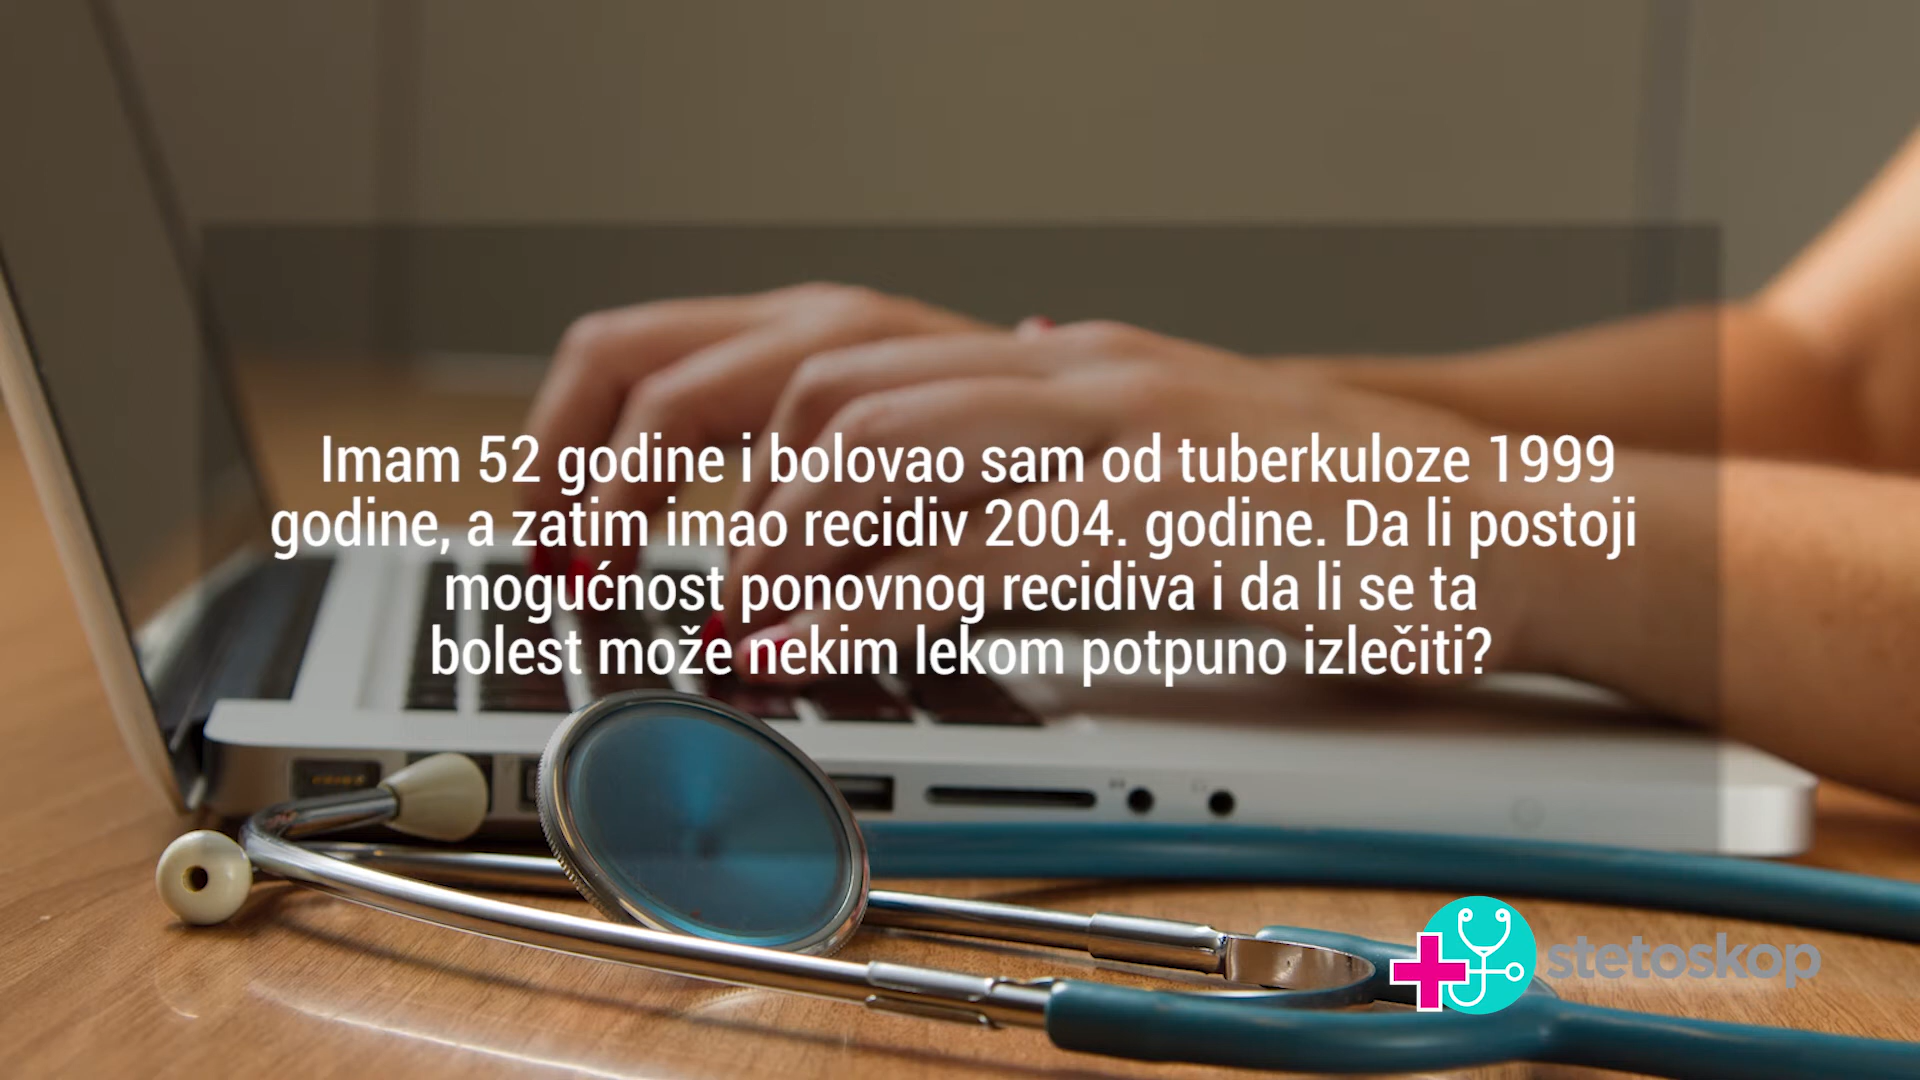 Imam 52 godine i bolovao sam od tuberkuloze 1999
godine, a zatim imao recidiv 2004. godine. Da li postoji
mogućnost ponovnog recidiva i da li se ta
bolest može nekim lekom potpuno izlečiti?
stetoskop